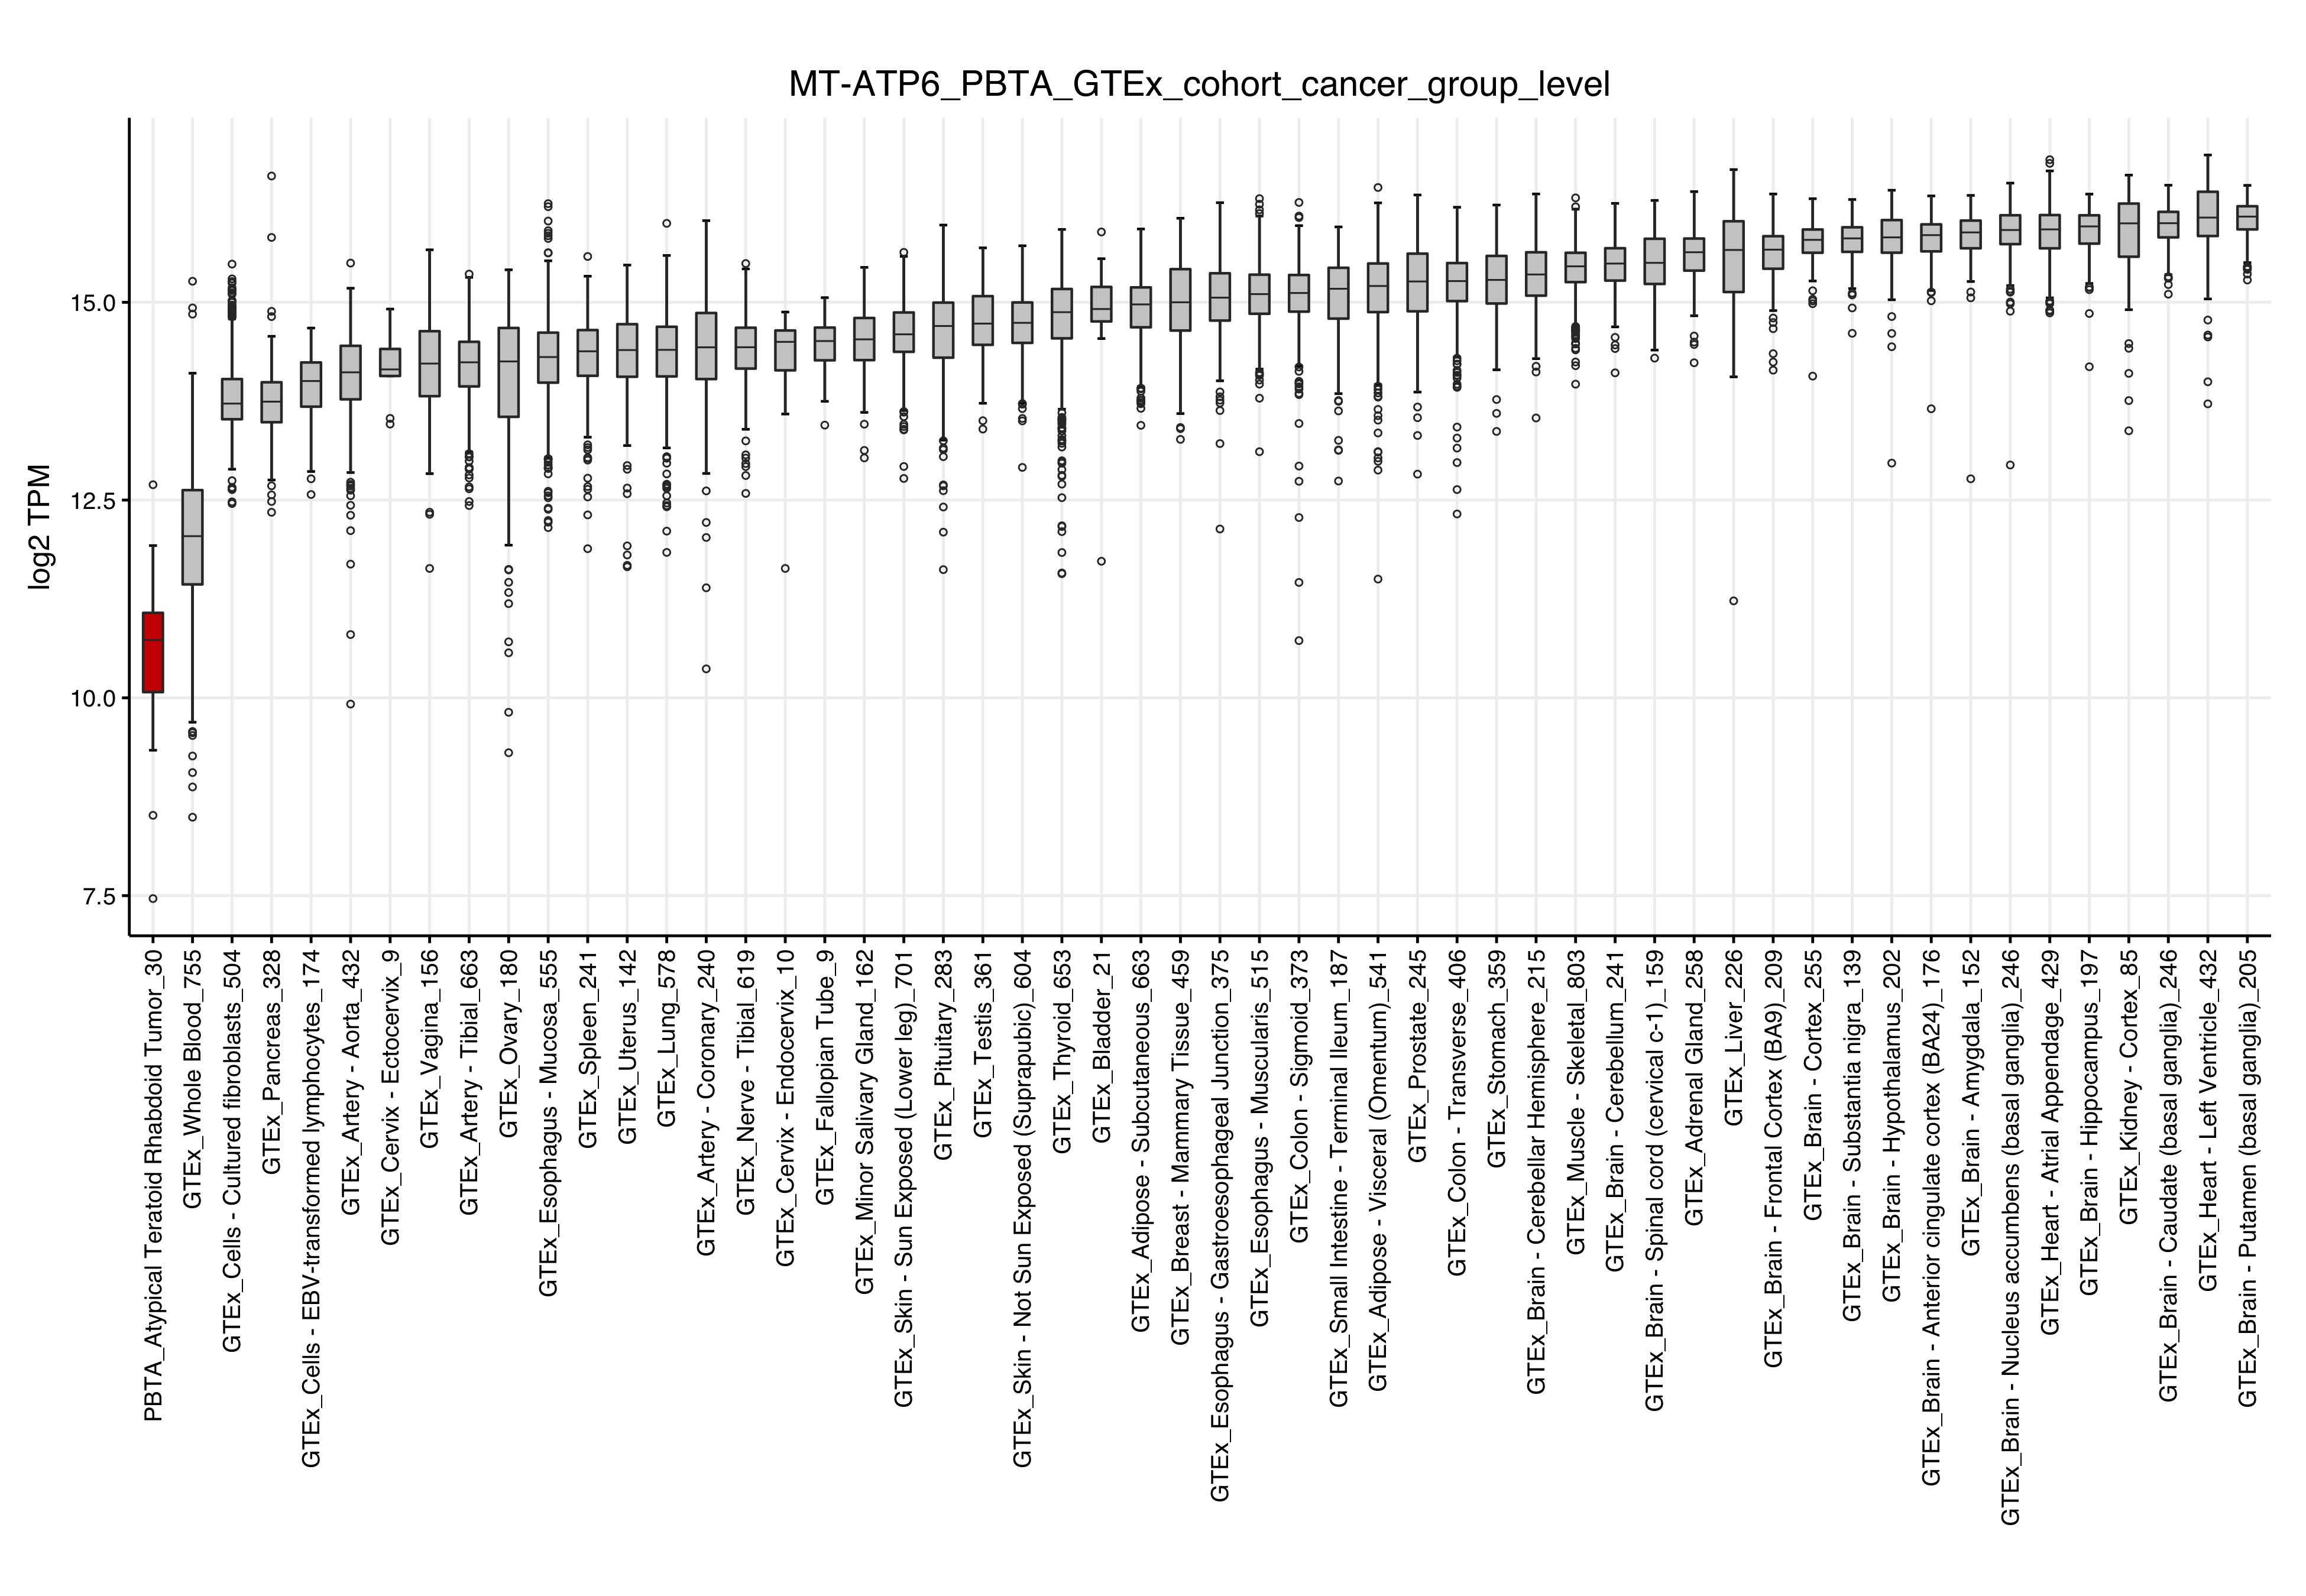 MT-ATP6_PBTA_GTEx_cohort_cancer_group_level
log2 TPM
15.0
12.5
10.0
7.5
PBTA_Atypical Teratoid Rhabdoid Tumor_30
GTEx_Whole Blood_755
GTEx_Cells - Cultured fibroblasts_504
GTEx_Pancreas_328
GTEx_Cells - EBV-transformed lymphocytes_174
GTEx_Artery - Aorta_432
GTEx_Cervix - Ectocervix_9
GTEx_Vagina_156
GTEx_Artery - Tibial_663
GTEx_Ovary_180
GTEx_Esophagus - Mucosa_555
GTEx_Spleen_241
GTEx_Uterus_142
GTEx_Lung_578
GTEx_Artery - Coronary_240
GTEx_Nerve - Tibial_619
GTEx_Cervix - Endocervix_10
GTEx_Fallopian Tube_9
GTEx_Minor Salivary Gland_162
GTEx_Skin - Sun Exposed (Lower leg)_701
GTEx_Pituitary_283
GTEx_Testis_361
GTEx_Skin - Not Sun Exposed (Suprapubic)_604
GTEx_Thyroid_653
GTEx_Bladder_21
GTEx_Adipose - Subcutaneous_663
GTEx_Breast - Mammary Tissue_459
GTEx_Esophagus - Gastroesophageal Junction_375
GTEx_Esophagus - Muscularis_515
GTEx_Colon - Sigmoid_373
GTEx_Small Intestine - Terminal Ileum_187
GTEx_Adipose - Visceral (Omentum)_541
GTEx_Prostate_245
GTEx_Colon - Transverse_406
GTEx_Stomach_359
GTEx_Brain - Cerebellar Hemisphere_215
GTEx_Muscle - Skeletal_803
GTEx_Brain - Cerebellum_241
GTEx_Brain - Spinal cord (cervical c-1)_159
GTEx_Adrenal Gland_258
GTEx_Liver_226
GTEx_Brain - Frontal Cortex (BA9)_209
GTEx_Brain - Cortex_255
GTEx_Brain - Substantia nigra_139
GTEx_Brain - Hypothalamus_202
GTEx_Brain - Anterior cingulate cortex (BA24)_176
GTEx_Brain - Amygdala_152
GTEx_Brain - Nucleus accumbens (basal ganglia)_246
GTEx_Heart - Atrial Appendage_429
GTEx_Brain - Hippocampus_197
GTEx_Kidney - Cortex_85
GTEx_Brain - Caudate (basal ganglia)_246
GTEx_Heart - Left Ventricle_432
GTEx_Brain - Putamen (basal ganglia)_205